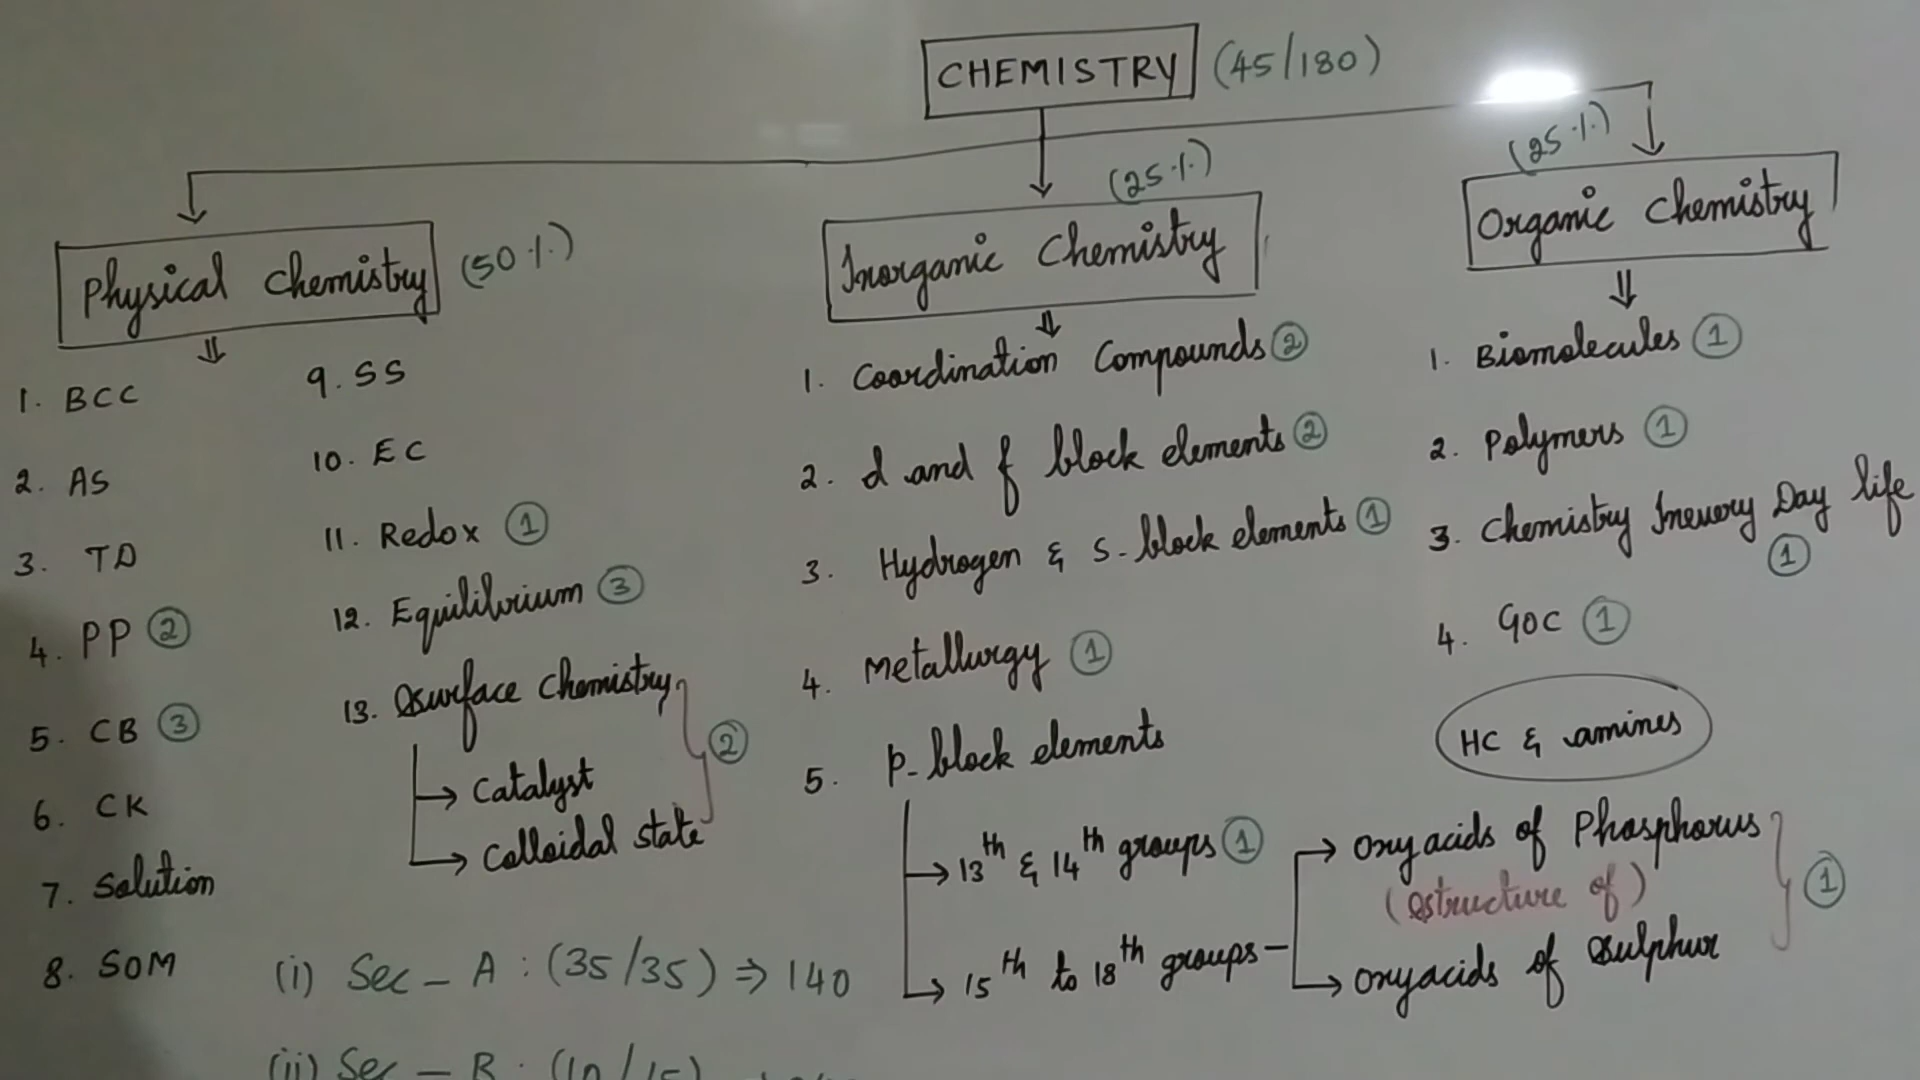 CHEMISTRY (45/180)
Physical Chemistry (50%)
1. BCC
2. AS
3. TD
4. PP ②
5. CB ③
6. CK
7. Solution
8. SOM
9. SS
10. EC
11. Redox ①
12. Equilibrium ③
13. Surface Chemistry ②
→ Catalyst
→ Colloidal state
Inorganic Chemistry (25%)
1. Coordination Compounds ②
2. d and f block elements ②
3. Hydrogen & s-block elements ①
4. Metallurgy ①
5. p-block elements
→ 13th & 14th groups ①
→ 15th to 18th groups
→ oxyacids of Phosphorus ①
(structure of)
→ oxyacids of Sulphur
Organic Chemistry (25%)
1. Biomolecules ①
2. Polymers ①
3. Chemistry Inevery Day life
①
4. GOC ①
HC & amines
(i) Sec - A : (35/35) ⇒ 140
(ii) Sec - B : (10/15)